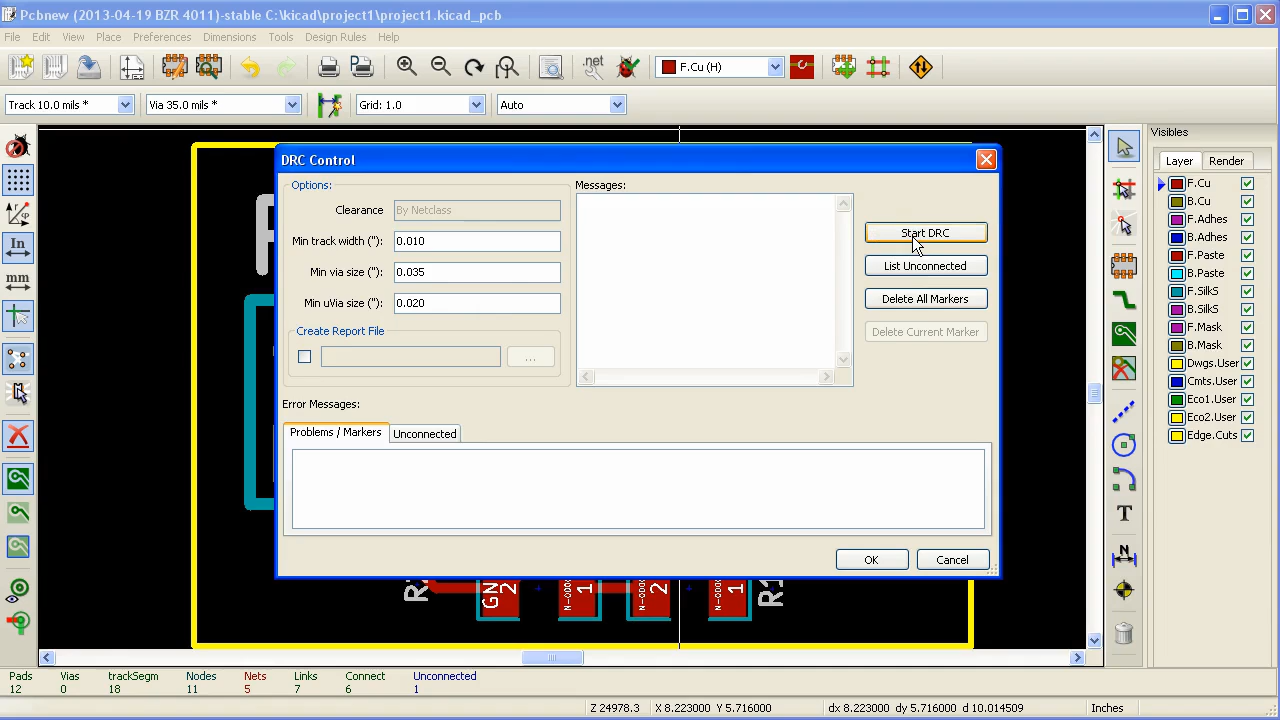 Pcbnew (2013-04-19 BZR 4011)-stable C:\kicad\project1\project1.kicad_pcb
File Edit View Place Preferences Dimensions Tools Design Rules Help
.net
F.Cu (H)
Track 10.0 mils *
Via 35.0 mils *
Grid: 1.0
Auto
In
mm
Visibles
Layer Render
F.Cu
B.Cu
F.Adhes
B.Adhes
F.Paste
B.Paste
F.SilkS
B.SilkS
F.Mask
B.Mask
Dwgs.User
Cmts.User
Eco1.User
Eco2.User
Edge.Cuts
DRC Control
Options:
Clearance By Netclass
Min track width ("): 0.010
Min via size ("): 0.035
Min uVia size ("): 0.020
Create Report File
...
Messages:
Start DRC
List Unconnected
Delete All Markers
Delete Current Marker
Error Messages:
Problems / Markers Unconnected
OK Cancel
GN
2
1
2
1
T
N
Pads Vias trackSegm Nodes Nets Links Connect Unconnected
12 0 18 11 5 7 6 1
Z 24978.3 X 8.223000 Y 5.716000 dx 8.223000 dy 5.716000 d 10.014509 Inches